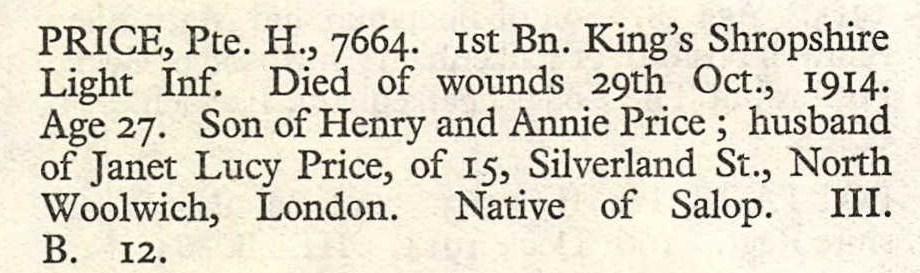 PRICE, Pte. H., 7664. 1st Bn. King's Shropshire
Light Inf. Died of wounds 29th Oct., 1914.
Age 27. Son of Henry and Annie Price ; husband
of Janet Lucy Price, of 15, Silverland St., North
Woolwich, London. Native of Salop. III.
B. 12.